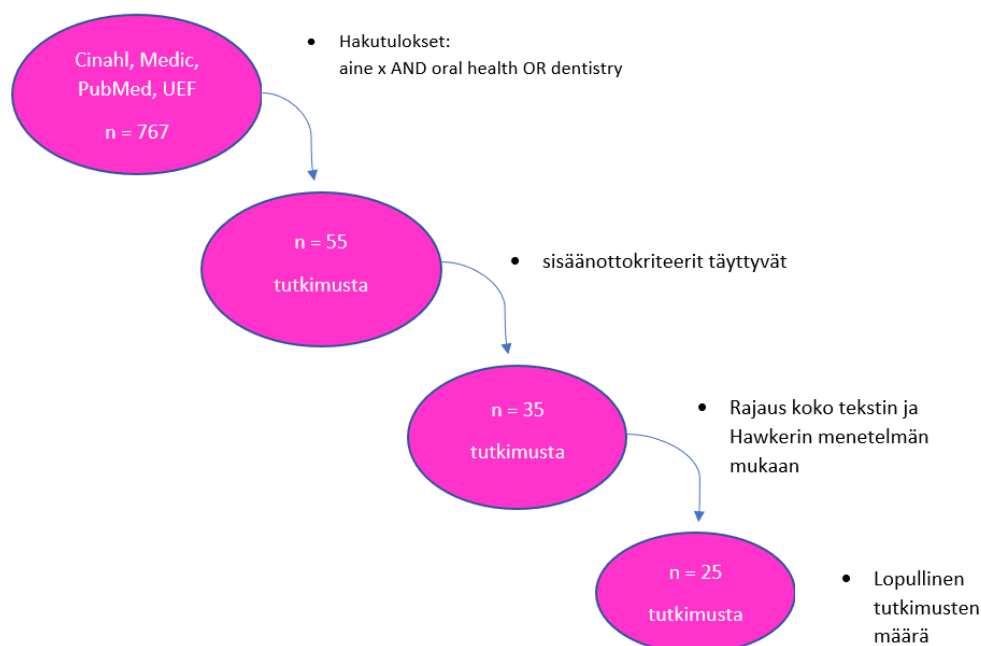 Cinahl, Medic,
PubMed, UEF
n = 767
• Hakutulokset:
aine x AND oral health OR dentistry
n = 55
tutkimusta
• sisäänottokriteerit täyttyvät
n = 35
tutkimusta
• Rajaus koko tekstin ja
Hawkerin menetelmän
mukaan
n = 25
tutkimusta
• Lopullinen
tutkimusten
määrä